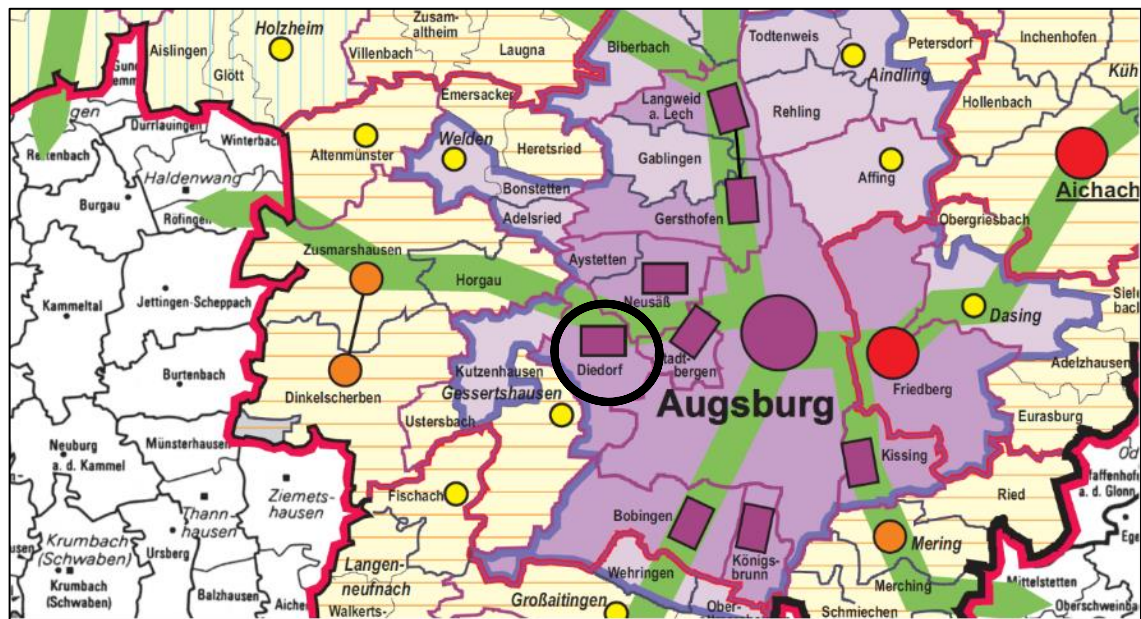 Holzheim
Zusam-
altheim
Aislingen
Villenbach
Laugna
Glött
Biberbach
Todtenweis
Aindling
Petersdorf
Inchenhofen
Emersacker
Langweid
a. Lech
Rehling
Hollenbach
Durrlauingen
Winterbach
Altenmünster
Welden
Heretsried
Gablingen
Affing
Aichach
Haldenwang
Bonstetten
Burgau
Röfingen
Adelsried
Gersthofen
Obergriesbach
Zusmarshausen
Horgau
Aystetten
Neusäß
Kammeltal
Jettingen-Scheppach
Dasing
Diedorf
Stadt-
bergen
Adelzhausen
Burtenbach
Kutzenhausen
Gessertshausen
Friedberg
Dinkelscherben
Augsburg
Ustersbach
Eurasburg
Neuburg
a. d. Kammel
Münsterhausen
Kissing
Ziemets-
hausen
Fischach
Ried
Thann-
hausen
Bobingen
Mering
Krumbach
(Schwaben)
Ursberg
Königs-
brunn
Langen-
neufnach
Wehringen
Krumbach
(Schwaben)
Balzhausen
Merching
Mittelstetten
Großaitingen
Ober-
Walkerts-
Schmiechen
Oberschweinba